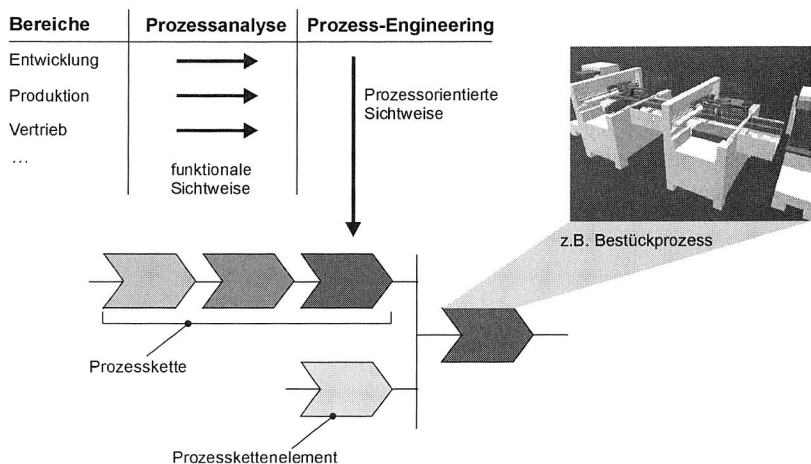 Bereiche Prozessanalyse Prozess-Engineering
Entwicklung
Produktion
Vertrieb
...
funktionale
Sichtweise
Prozessorientierte
Sichtweise
z.B. Bestückprozess
Prozesskette
Prozesskettenelement